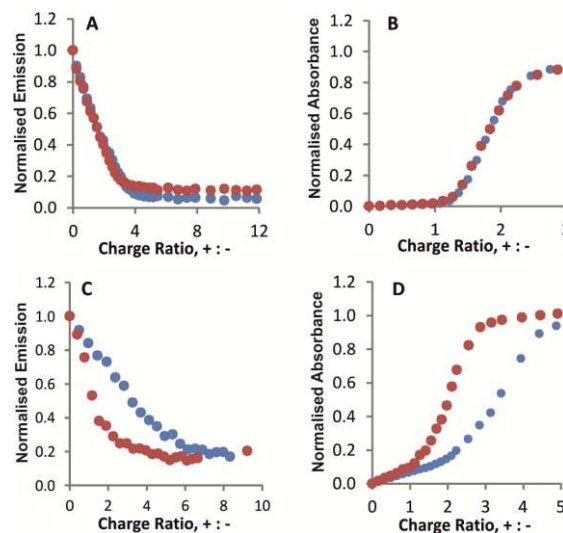 A
Normalised Emission
1.2
1.0
0.8
0.6
0.4
0.2
0.0
0 4 8 12
Charge Ratio, + : -
B
Normalised Absorbance
1.2
1.0
0.8
0.6
0.4
0.2
0.0
0 1 2 3
Charge Ratio, + : -
C
Normalised Emission
1.2
1.0
0.8
0.6
0.4
0.2
0.0
0 2 4 6 8 10
Charge Ratio, + : -
D
Normalised Absorbance
1.2
1.0
0.8
0.6
0.4
0.2
0.0
0 1 2 3 4 5
Charge Ratio, + : -